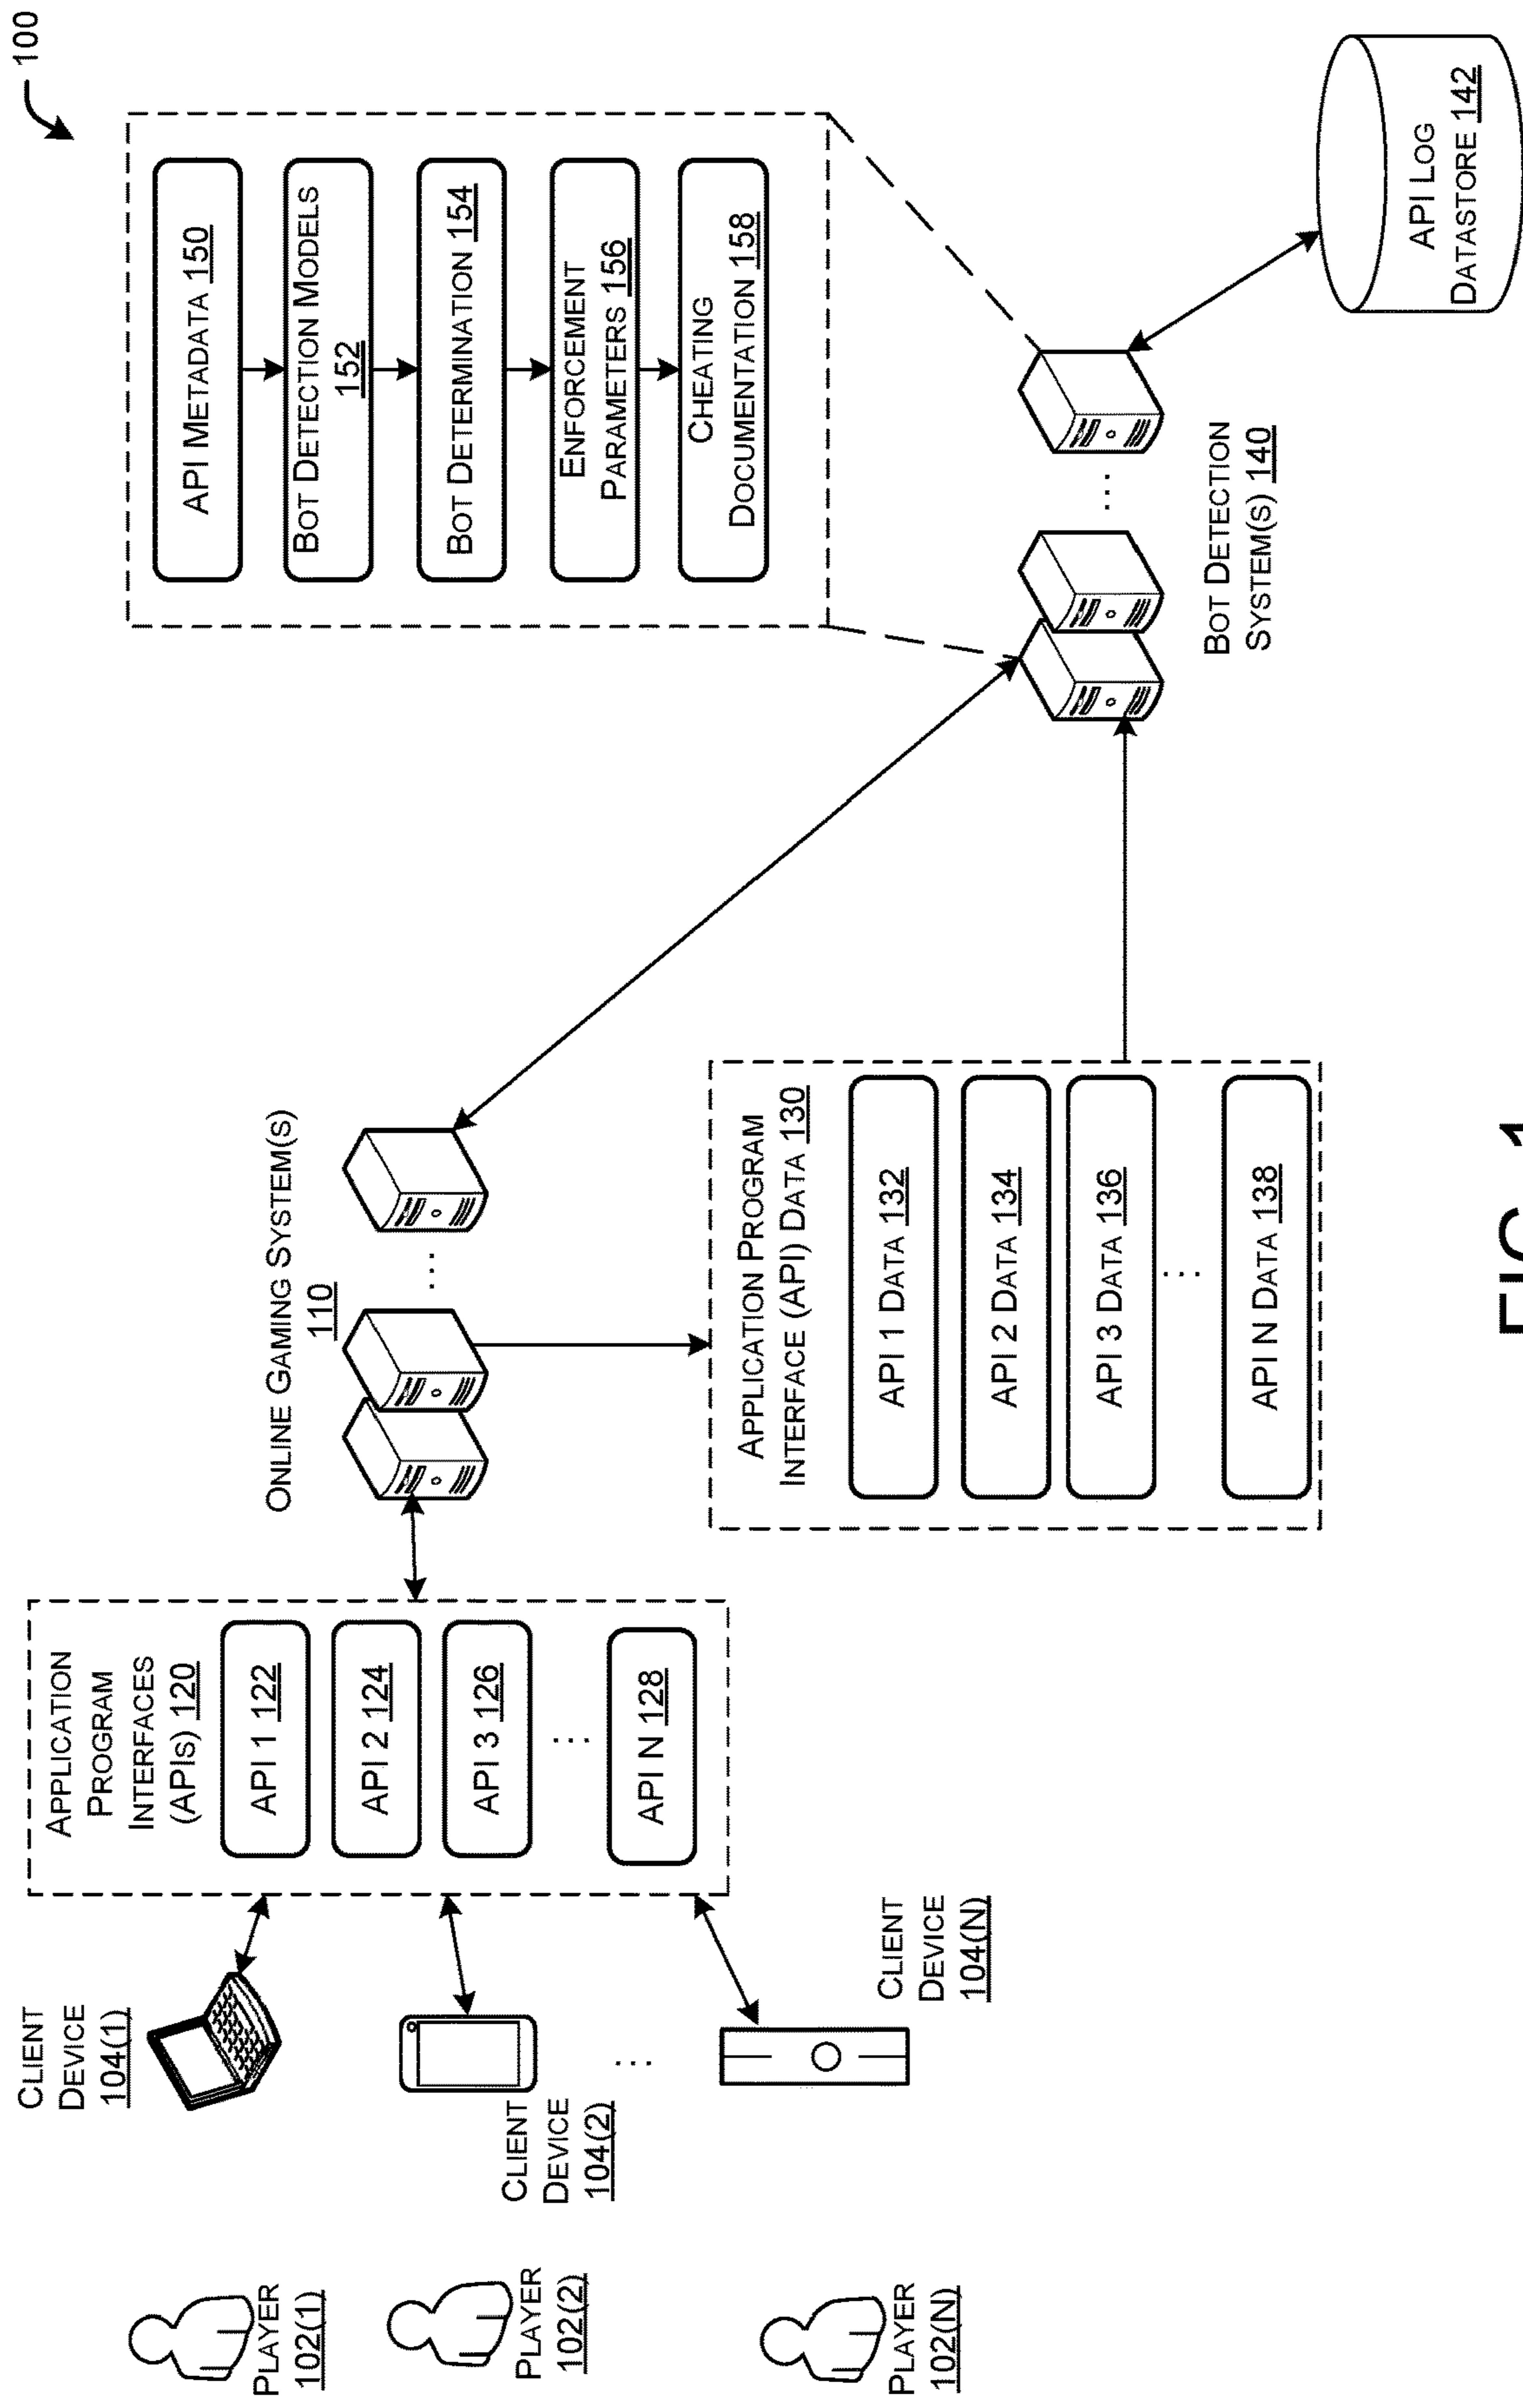 100
PLAYER
102(1)
PLAYER
102(2)
PLAYER
102(N)
CLIENT
DEVICE
104(1)
CLIENT
DEVICE
104(2)
...
CLIENT
DEVICE
104(N)
APPLICATION
PROGRAM
INTERFACES
(APIS) 120
API 1 122
API 2 124
API 3 126
...
API N 128
ONLINE GAMING SYSTEM(S)
110
...
APPLICATION PROGRAM
INTERFACE (API) DATA 130
API 1 DATA 132
API 2 DATA 134
API 3 DATA 136
...
API N DATA 138
API METADATA 150
BOT DETECTION MODELS
152
BOT DETERMINATION 154
ENFORCEMENT
PARAMETERS 156
CHEATING
DOCUMENTATION 158
...
BOT DETECTION
SYSTEM(S) 140
API LOG
DATASTORE 142
FIG. 1